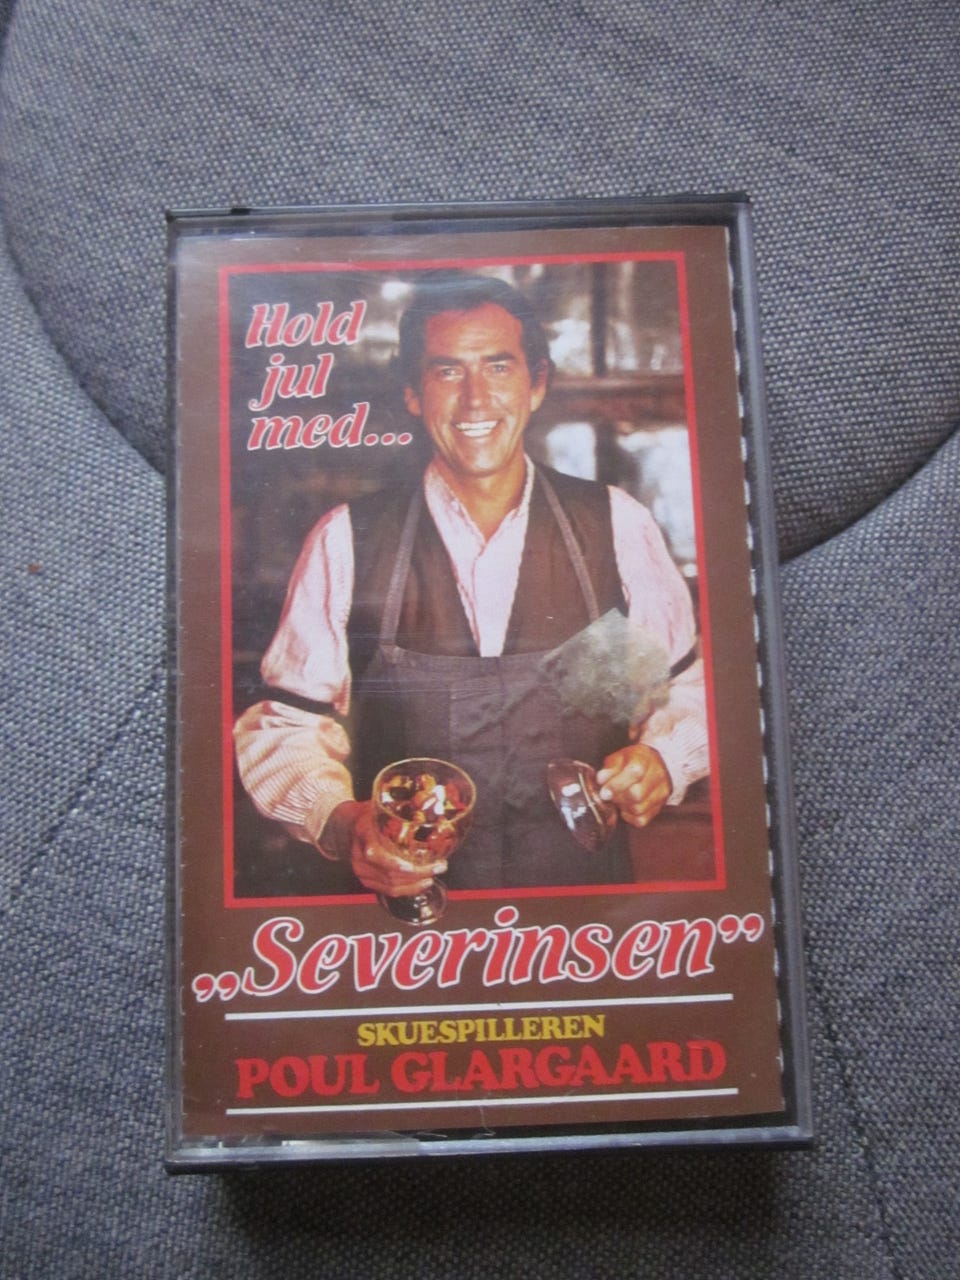 Hold
jul
med...
„Severinsen”
SKUESPILLEREN
POUL GLARGAARD